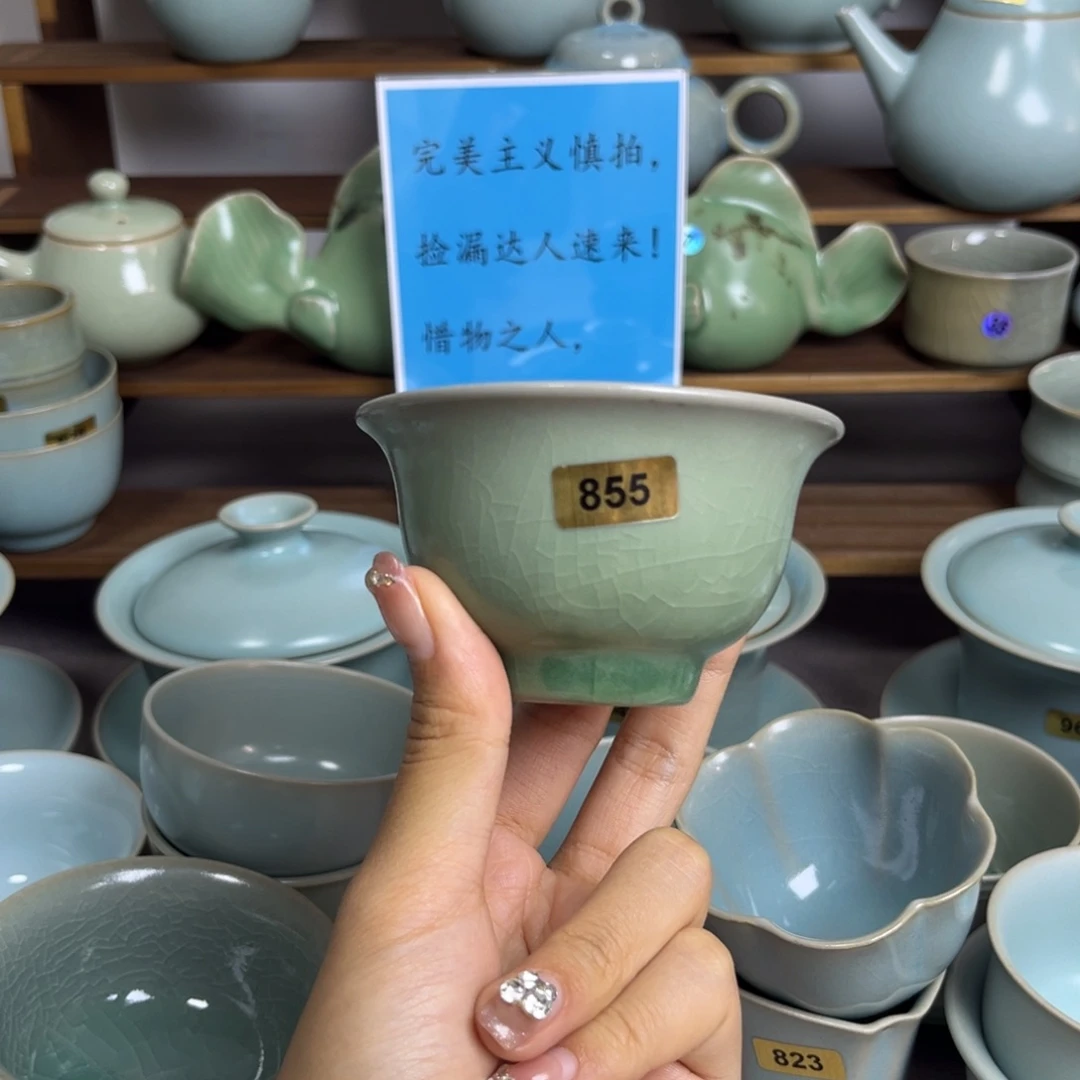 完美主义慎拍，
捡漏达人速来！
惜物之人，
855
823